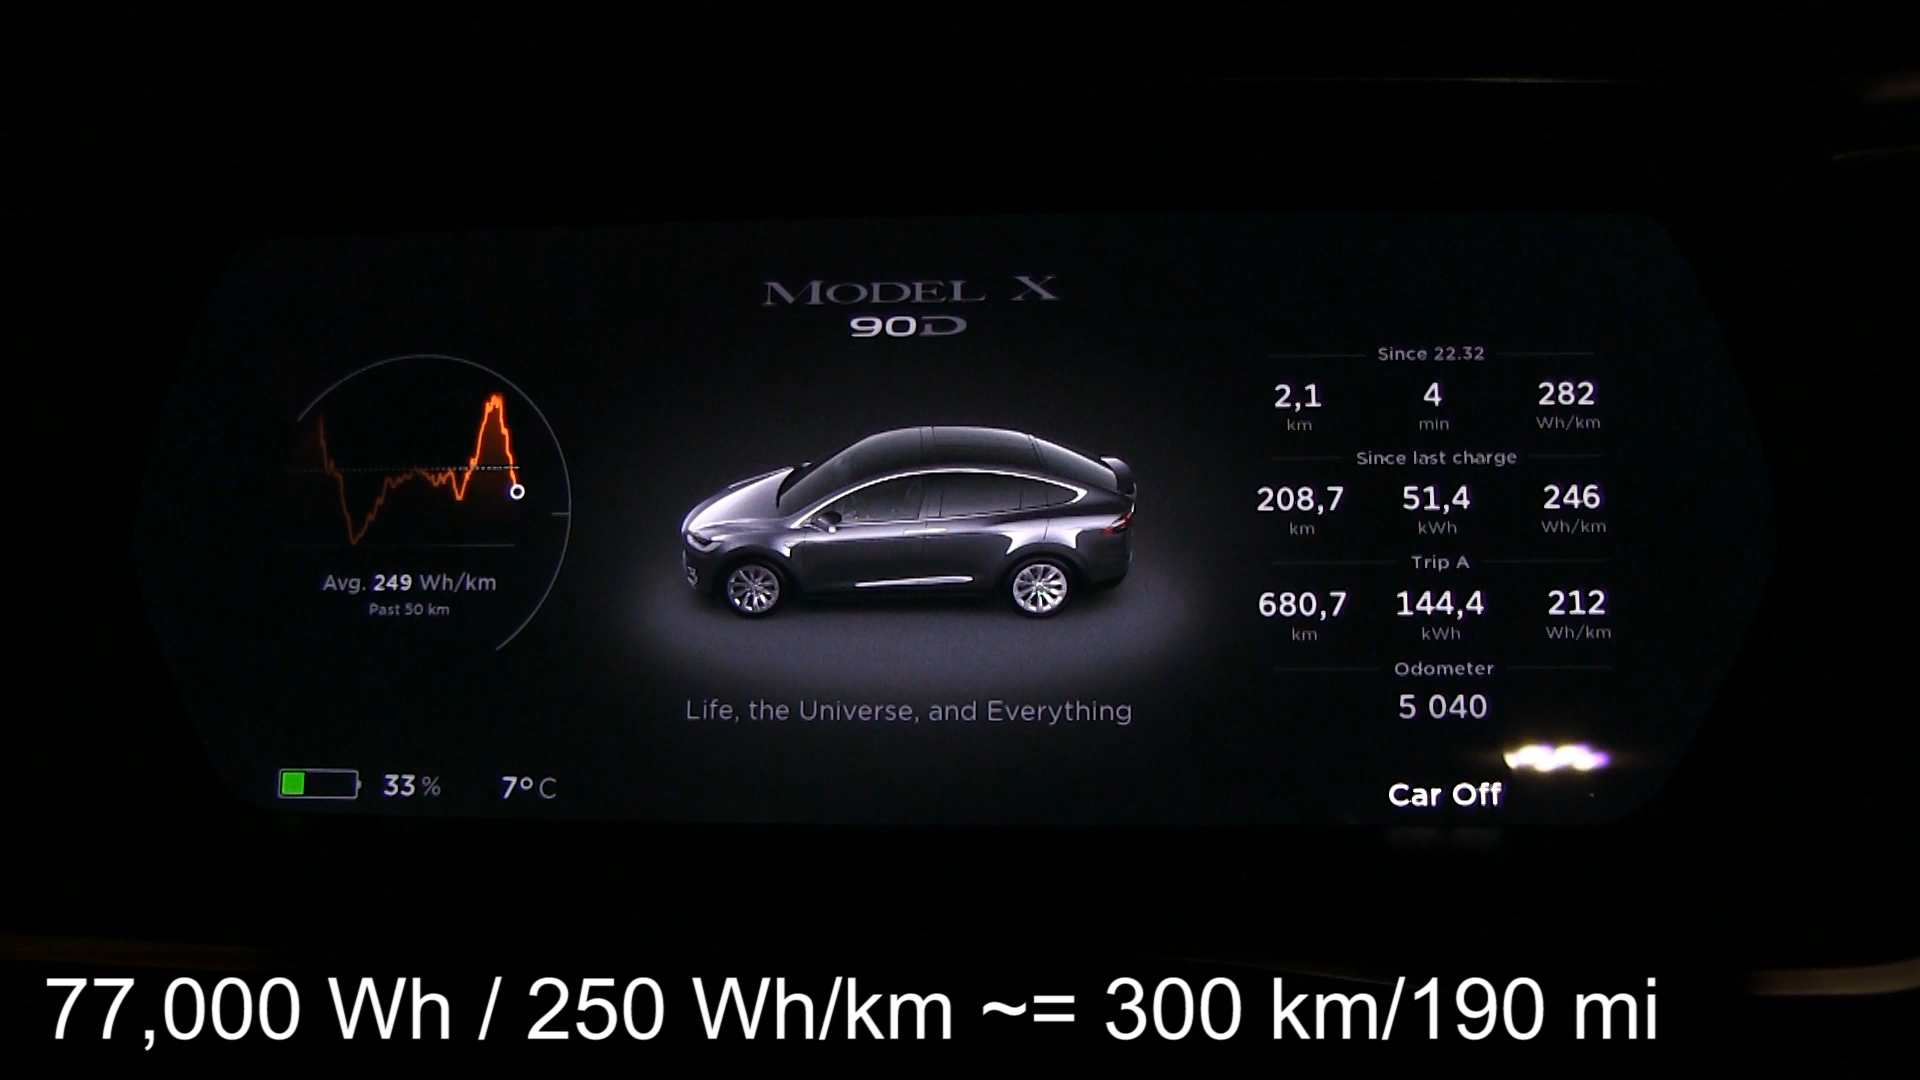 MODEL X
90D
Since 22.32
2,1 4 282
km min Wh/km
Since last charge
208,7 51,4 246
km kWh Wh/km
Trip A
680,7 144,4 212
km kWh Wh/km
Odometer
5 040
Avg. 249 Wh/km
Past 50 km
Life, the Universe, and Everything
33 % 7° C
Car Off
77,000 Wh / 250 Wh/km ~= 300 km/190 mi